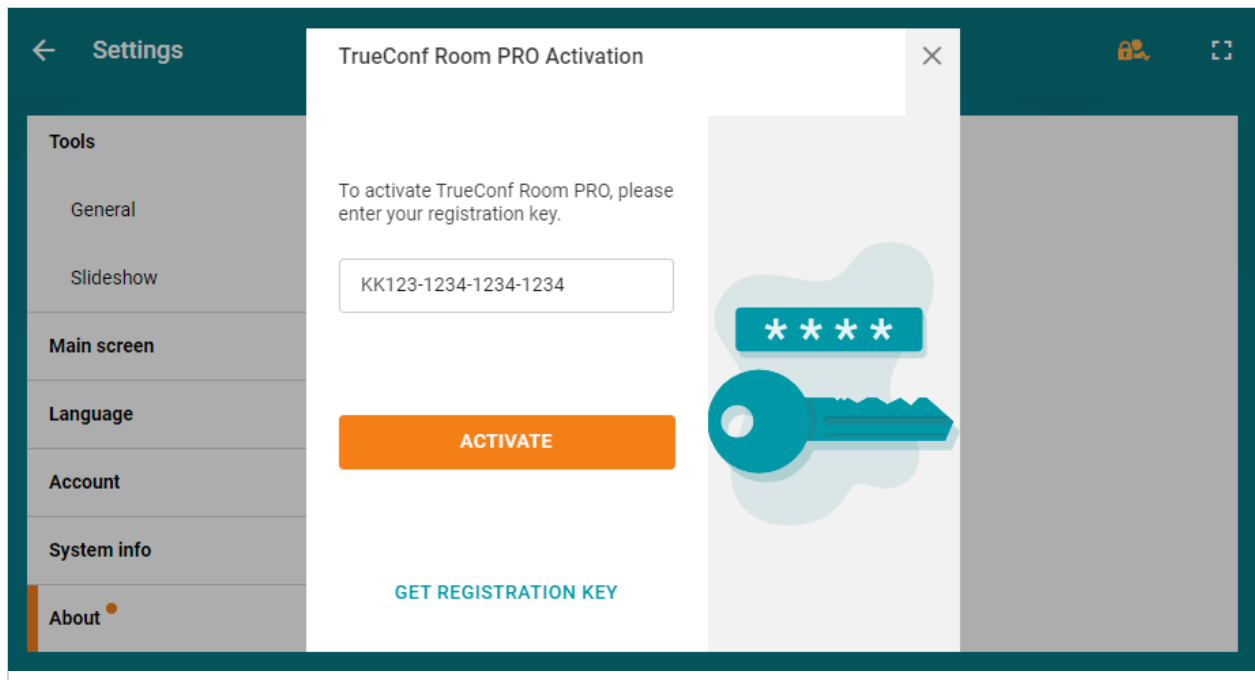 Settings
TrueConf Room PRO Activation
Tools
General
Slideshow
Main screen
Language
Account
System info
About
To activate TrueConf Room PRO, please
enter your registration key.
KK123-1234-1234-1234
ACTIVATE
GET REGISTRATION KEY
* * * *